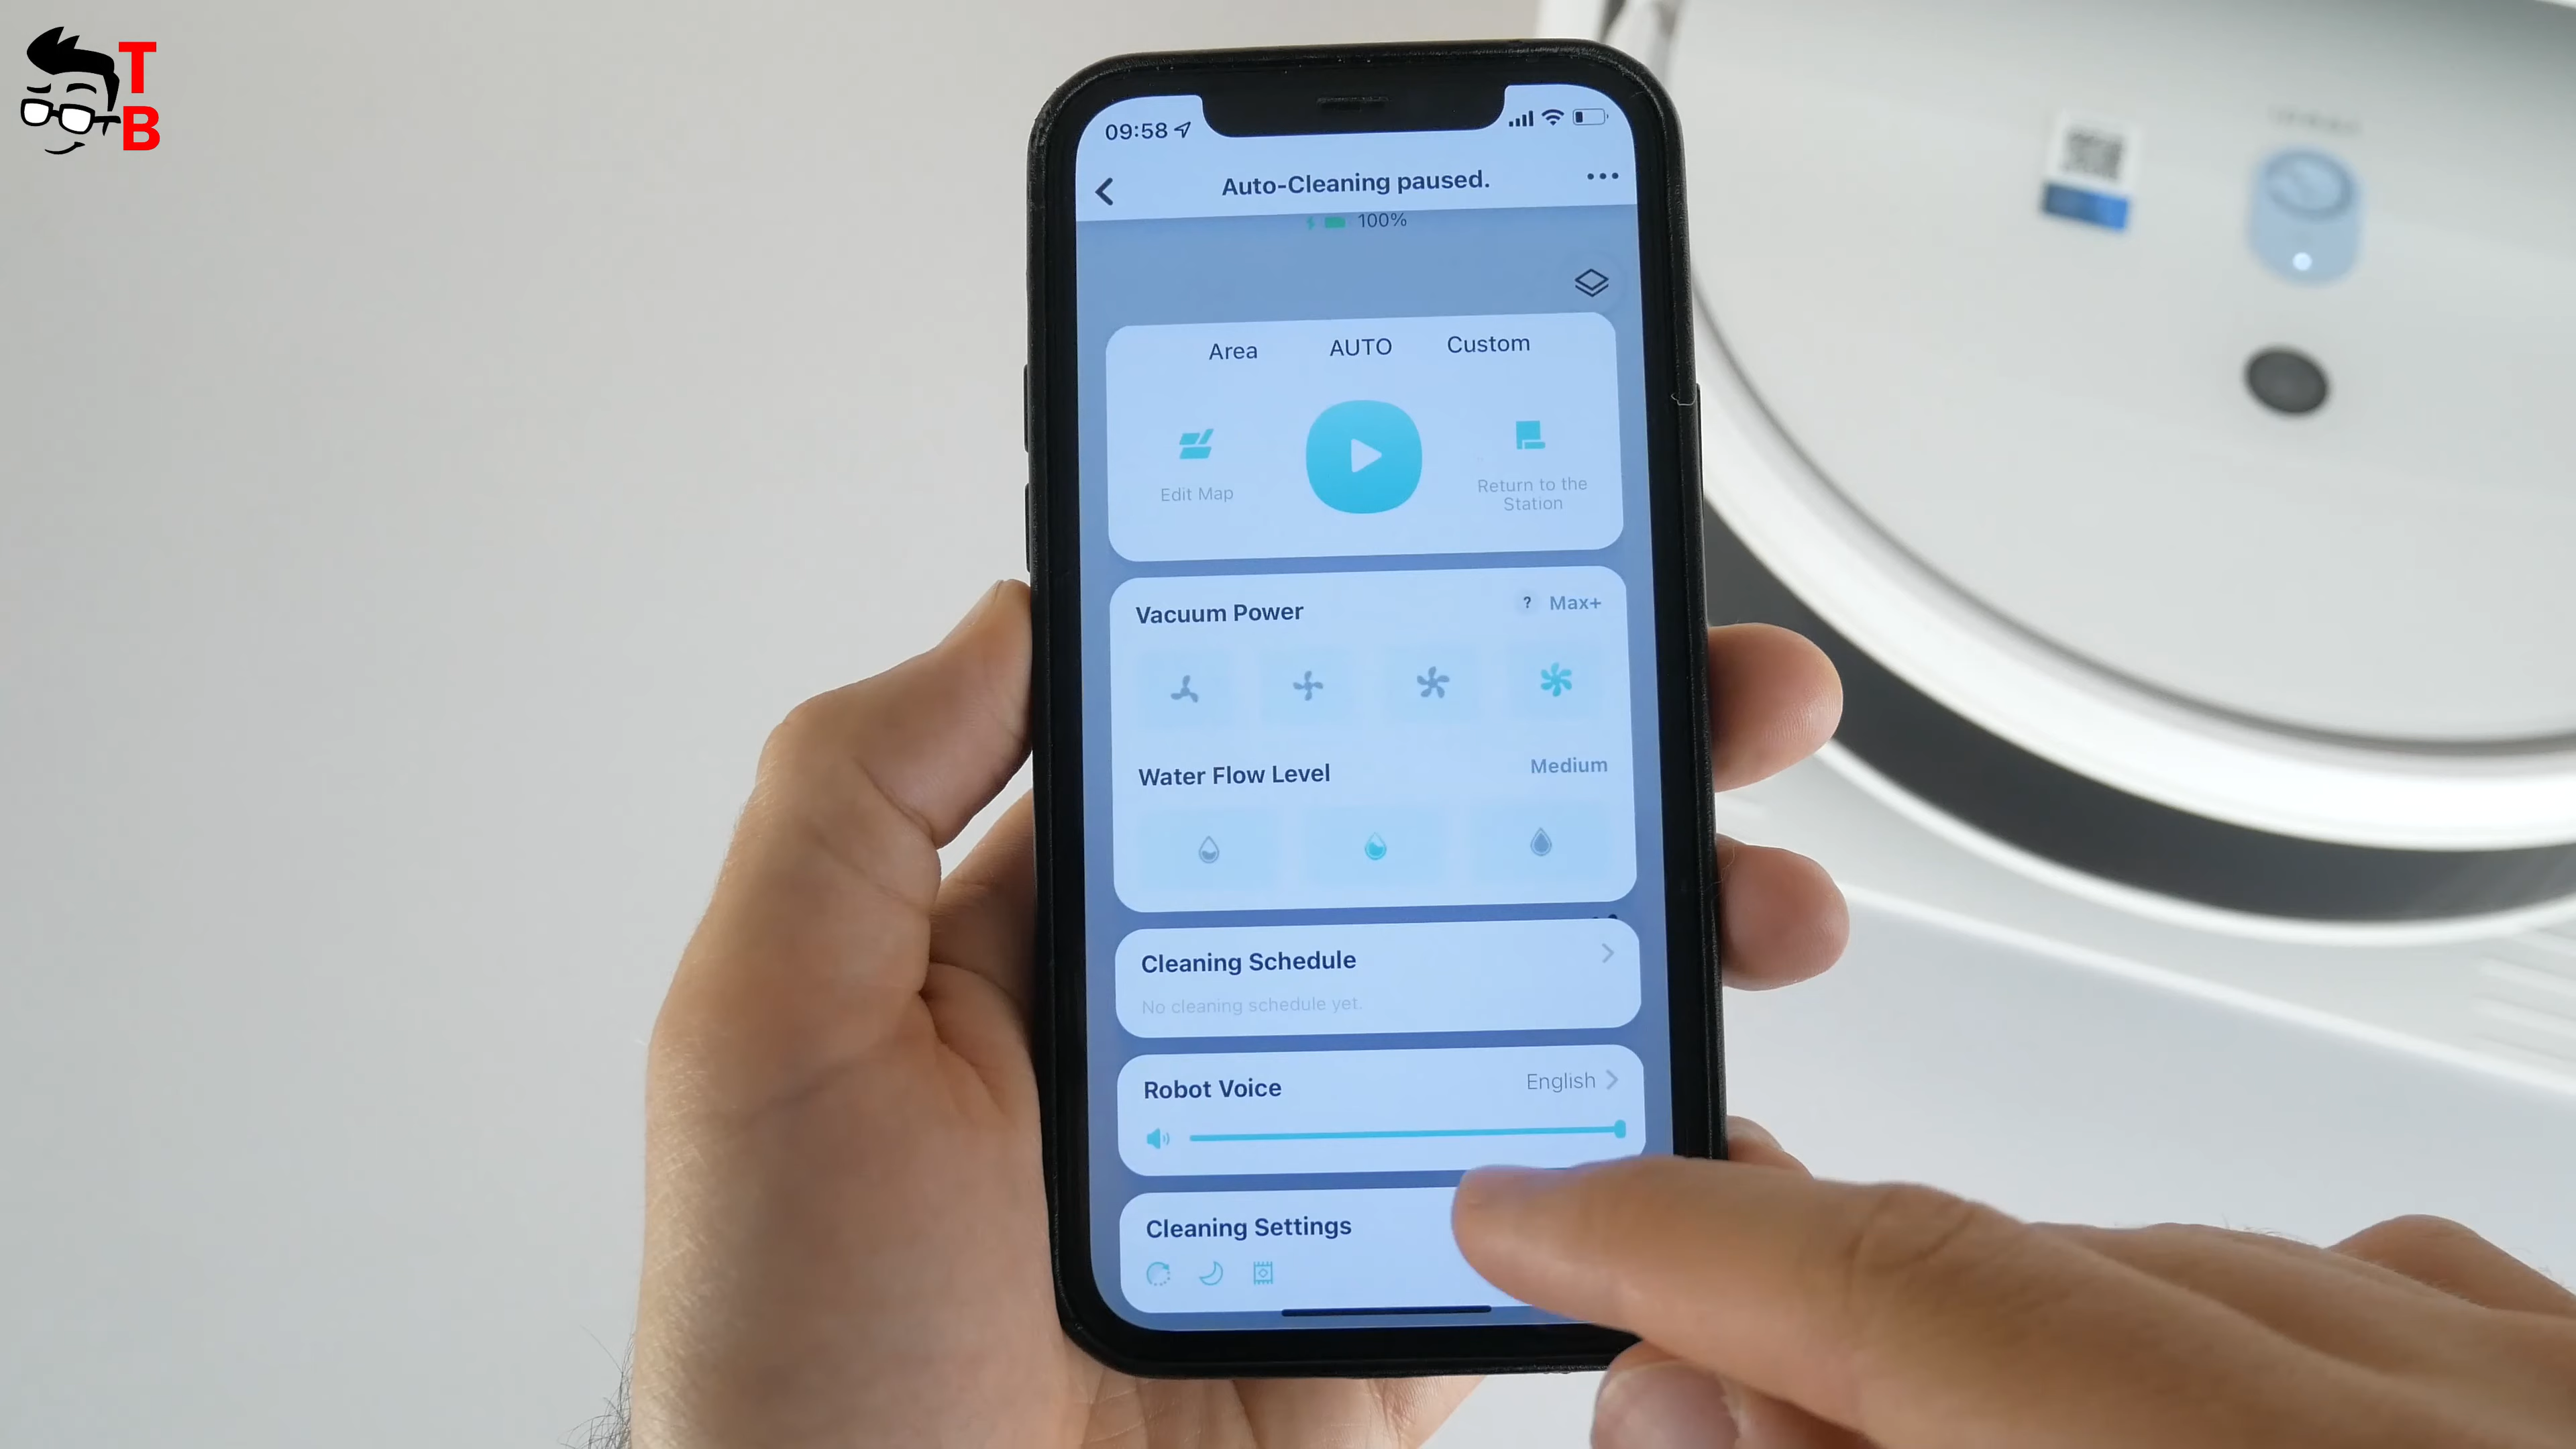 T
B
09:58
Auto-Cleaning paused.
100%
Area AUTO Custom
Edit Map
Return to the
Station
Vacuum Power ? Max+
Water Flow Level Medium
Cleaning Schedule
No cleaning schedule yet.
Robot Voice English
Cleaning Settings